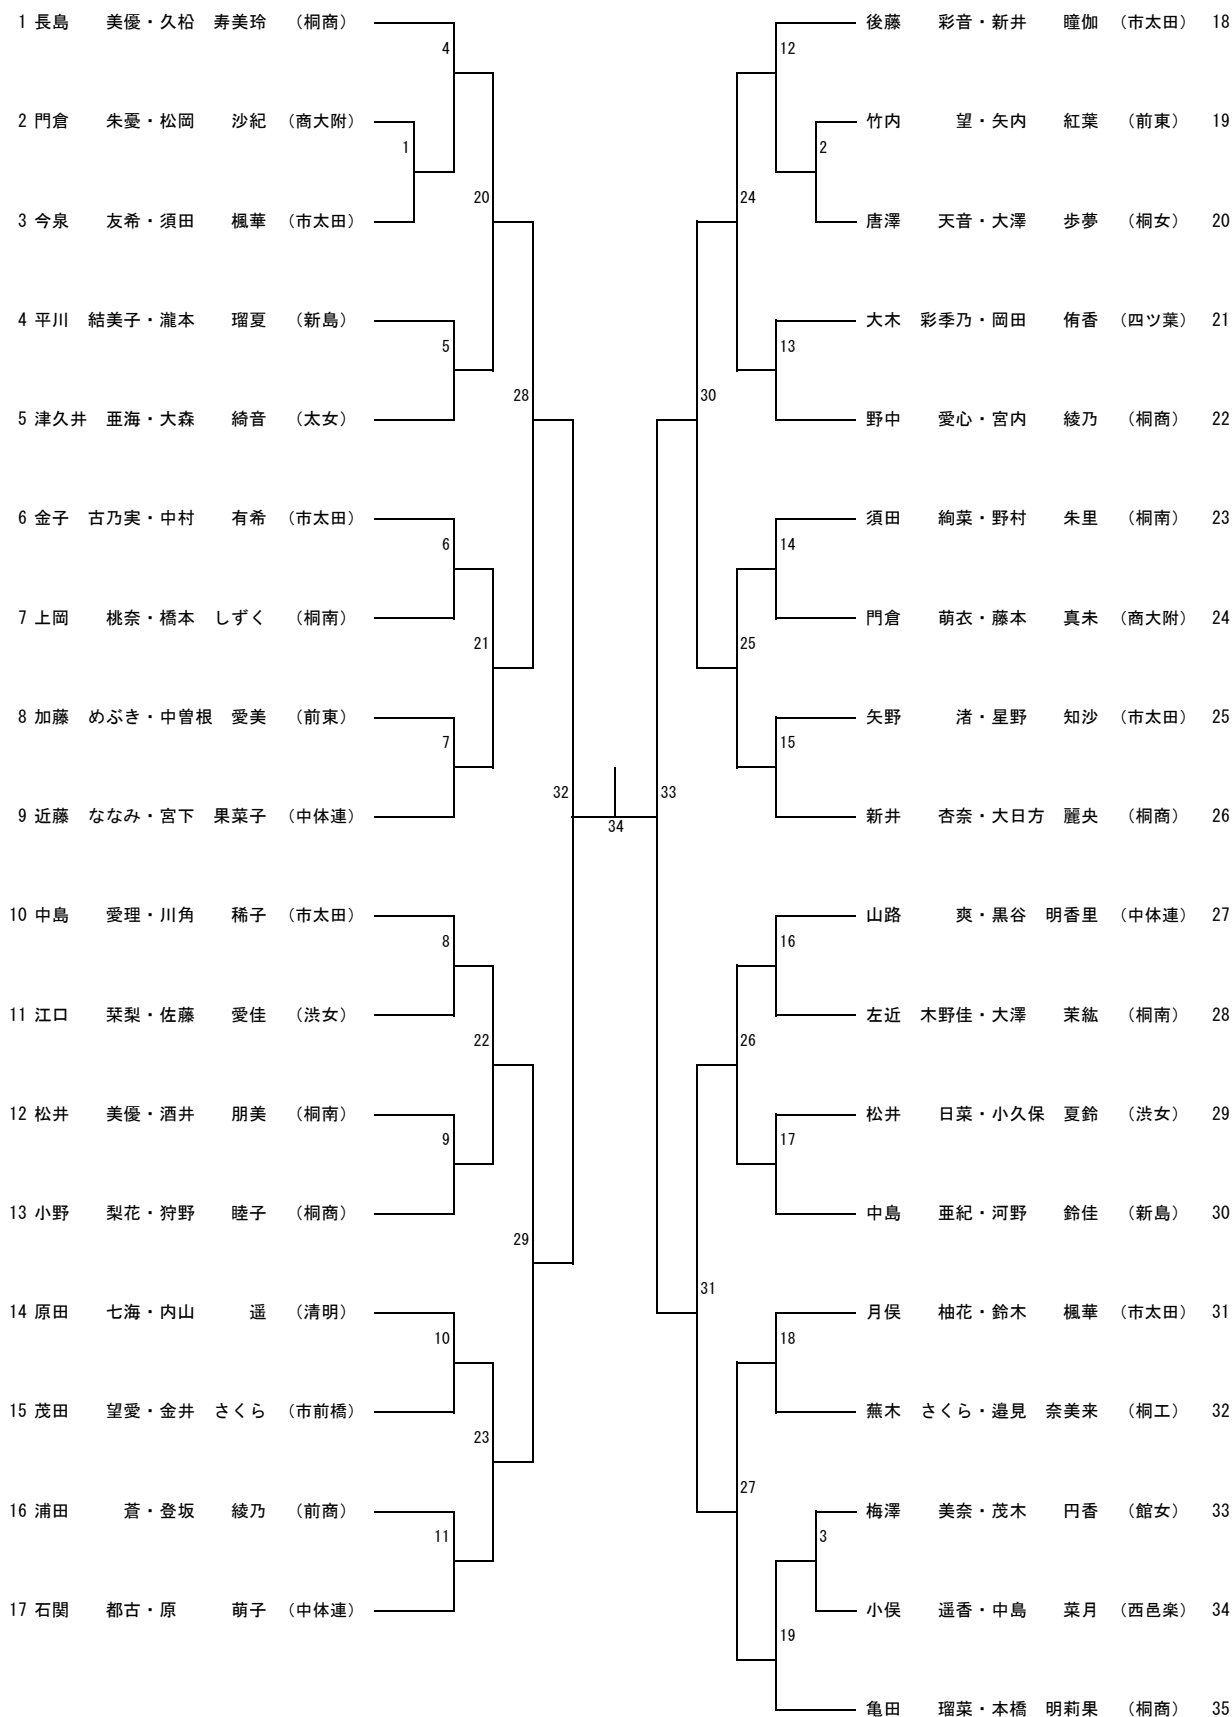 1 長島 美優・久松 寿美玲 （桐商）
2 門倉 朱憂・松岡 沙紀 （商大附）
3 今泉 友希・須田 楓華 （市太田）
4 平川 結美子・瀧本 瑠夏 （新島）
5 津久井 亜海・大森 綺音 （太女）
6 金子 古乃実・中村 有希 （市太田）
7 上岡 桃奈・橋本 しずく （桐南）
8 加藤 めぶき・中曽根 愛美 （前東）
9 近藤 ななみ・宮下 果菜子 （中体連）
10 中島 愛理・川角 稀子 （市太田）
11 江口 栞梨・佐藤 愛佳 （渋女）
12 松井 美優・酒井 朋美 （桐南）
13 小野 梨花・狩野 睦子 （桐商）
14 原田 七海・内山 遥 （清明）
15 茂田 望愛・金井 さくら （市前橋）
16 浦田 蒼・登坂 綾乃 （前商）
17 石関 都古・原 萌子 （中体連）
4
1
20
5
28
6
21
7
32
8
22
9
29
10
23
11
34
33
12
2
24
13
30
14
25
15
16
26
17
31
18
27
3
19
後藤 彩音・新井 瞳伽 （市太田） 18
竹内 望・矢内 紅葉 （前東） 19
唐澤 天音・大澤 歩夢 （桐女） 20
大木 彩季乃・岡田 侑香 （四ツ葉） 21
野中 愛心・宮内 綾乃 （桐商） 22
須田 絢菜・野村 朱里 （桐南） 23
門倉 萌衣・藤本 真未 （商大附） 24
矢野 渚・星野 知沙 （市太田） 25
新井 杏奈・大日方 麗央 （桐商） 26
山路 爽・黒谷 明香里 （中体連） 27
左近 木野佳・大澤 茉紘 （桐南） 28
松井 日菜・小久保 夏鈴 （渋女） 29
中島 亜紀・河野 鈴佳 （新島） 30
月俣 柚花・鈴木 楓華 （市太田） 31
蕪木 さくら・邉見 奈美来 （桐工） 32
梅澤 美奈・茂木 円香 （館女） 33
小俣 遥香・中島 菜月 （西邑楽） 34
亀田 瑠菜・本橋 明莉果 （桐商） 35